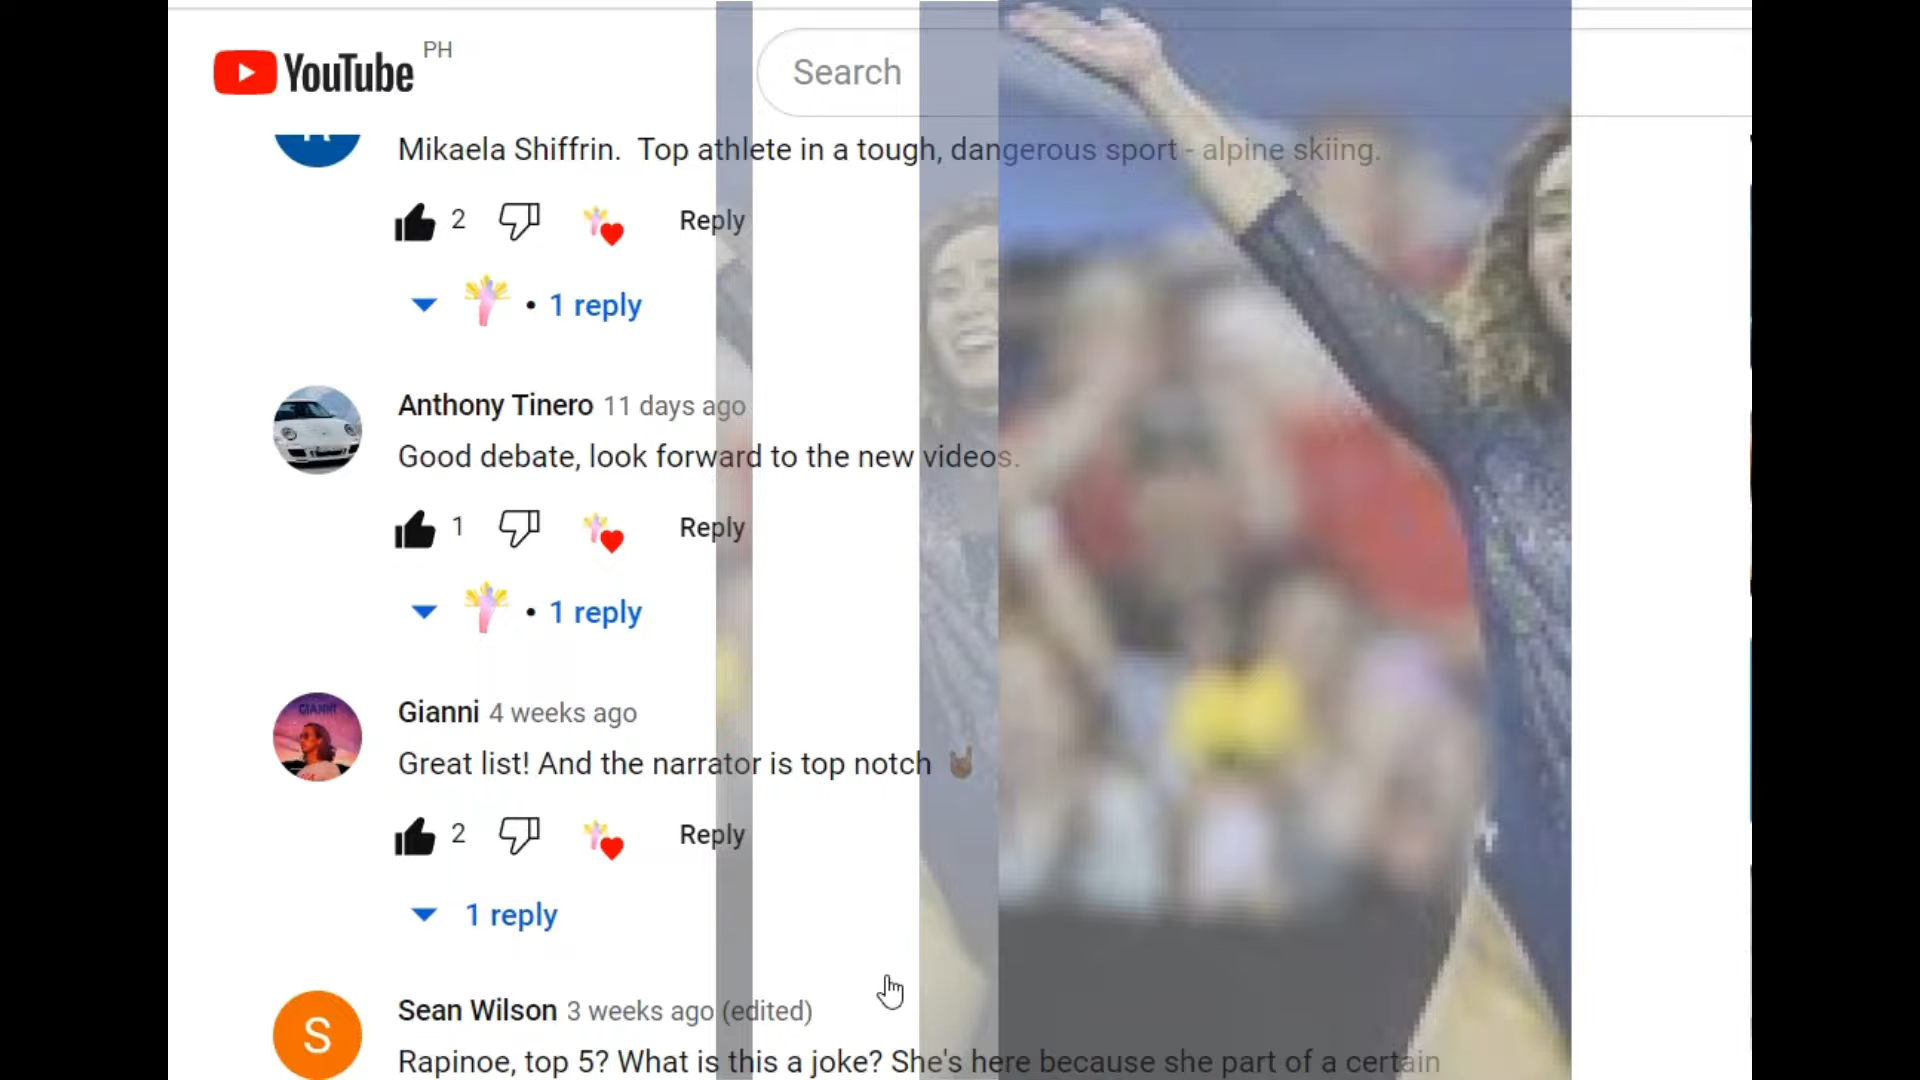 YouTube PH
Search
Mikaela Shiffrin. Top athlete in a tough, dangerous sport - alpine skiing.
2 Reply
• 1 reply
Anthony Tinero 11 days ago
Good debate, look forward to the new videos.
1 Reply
• 1 reply
GIANNI
Gianni 4 weeks ago
Great list! And the narrator is top notch 🤘🏾
2 Reply
1 reply
S
Sean Wilson 3 weeks ago (edited)
Rapinoe, top 5? What is this a joke? She's here because she part of a certain